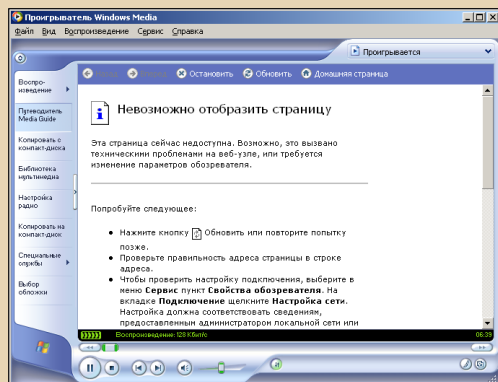 Проигрыватель Windows Media
Файл Вид Воспроизведение Сервис Справка
Проигрывается
Остановить Обновить Домашняя страница
Воспро-
изведение
Путеводитель
Media Guide
Копировать с
компакт-диска
Библиотека
мультимедиа
Настройка
радио
Копировать на
компакт-диск
Специальные
службы
Выбор
обложки
Невозможно отобразить страницу
Эта страница сейчас недоступна. Возможно, это вызвано
техническими проблемами на веб-узле, или требуется
изменение параметров обозревателя.
Попробуйте следующее:
Нажмите кнопку Обновить или повторите попытку
позже.
Проверьте правильность адреса страницы в строке
адреса.
Чтобы проверить настройку подключения, выберите в
меню Сервис пункт Свойства обозревателя. На
вкладке Подключение щелкните Настройка сети.
Настройка должна соответствовать сведениям,
предоставленным администратором локальной сети или
Воспроизведение: 128 Кбит/с 06:39